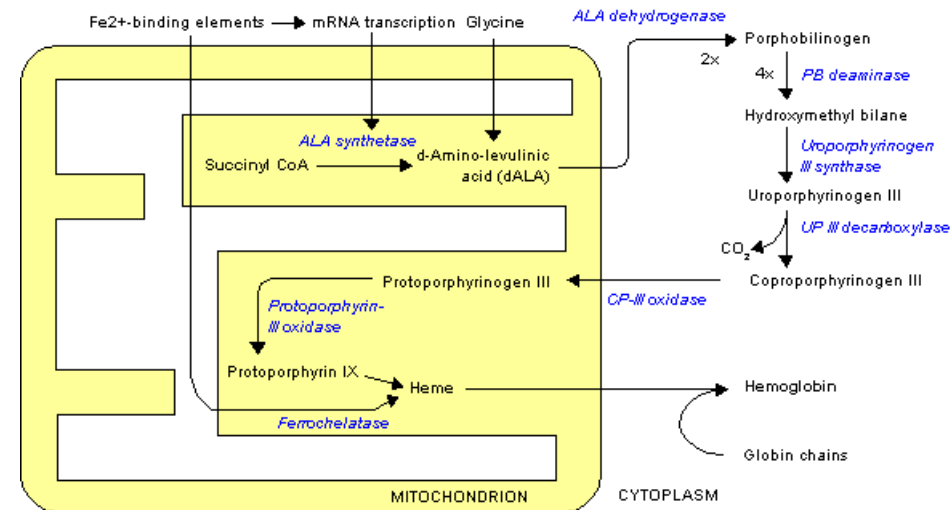 Fe2+-binding elements
mRNA transcription
Glycine
ALA dehydrogenase
2x
Porphobilinogen
4x
PB deaminase
Hydroxymethyl bilane
Uroporphyrinogen
III synthase
Uroporphyrinogen III
UP III decarboxylase
CO2
Coproporphyrinogen III
CP-III oxidase
ALA synthetase
Succinyl CoA
d-Amino-levulinic
acid (dALA)
Protoporphyrinogen III
Protoporphyrin-
III oxidase
Protoporphyrin IX
Heme
Ferrochelatase
Hemoglobin
Globin chains
MITOCHONDRION
CYTOPLASM